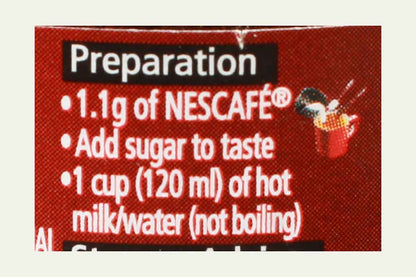 Preparation
•1.1g of NESCAFÉ®
•Add sugar to taste
•1 cup (120 ml) of hot
milk/water (not boiling)